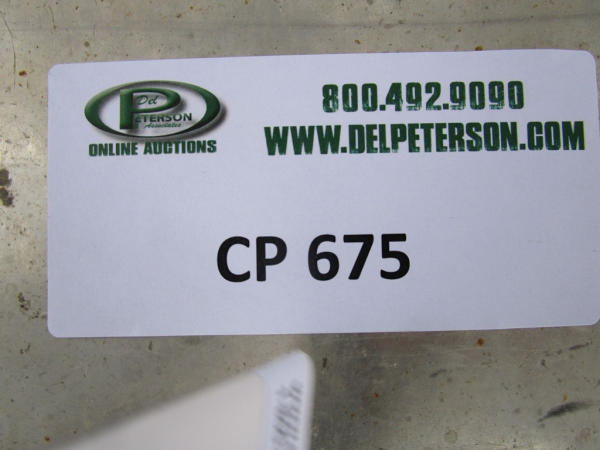 Del
PETERSON
Associates
ONLINE AUCTIONS
800.492.9090
WWW.DELPETERSON.COM
CP 675